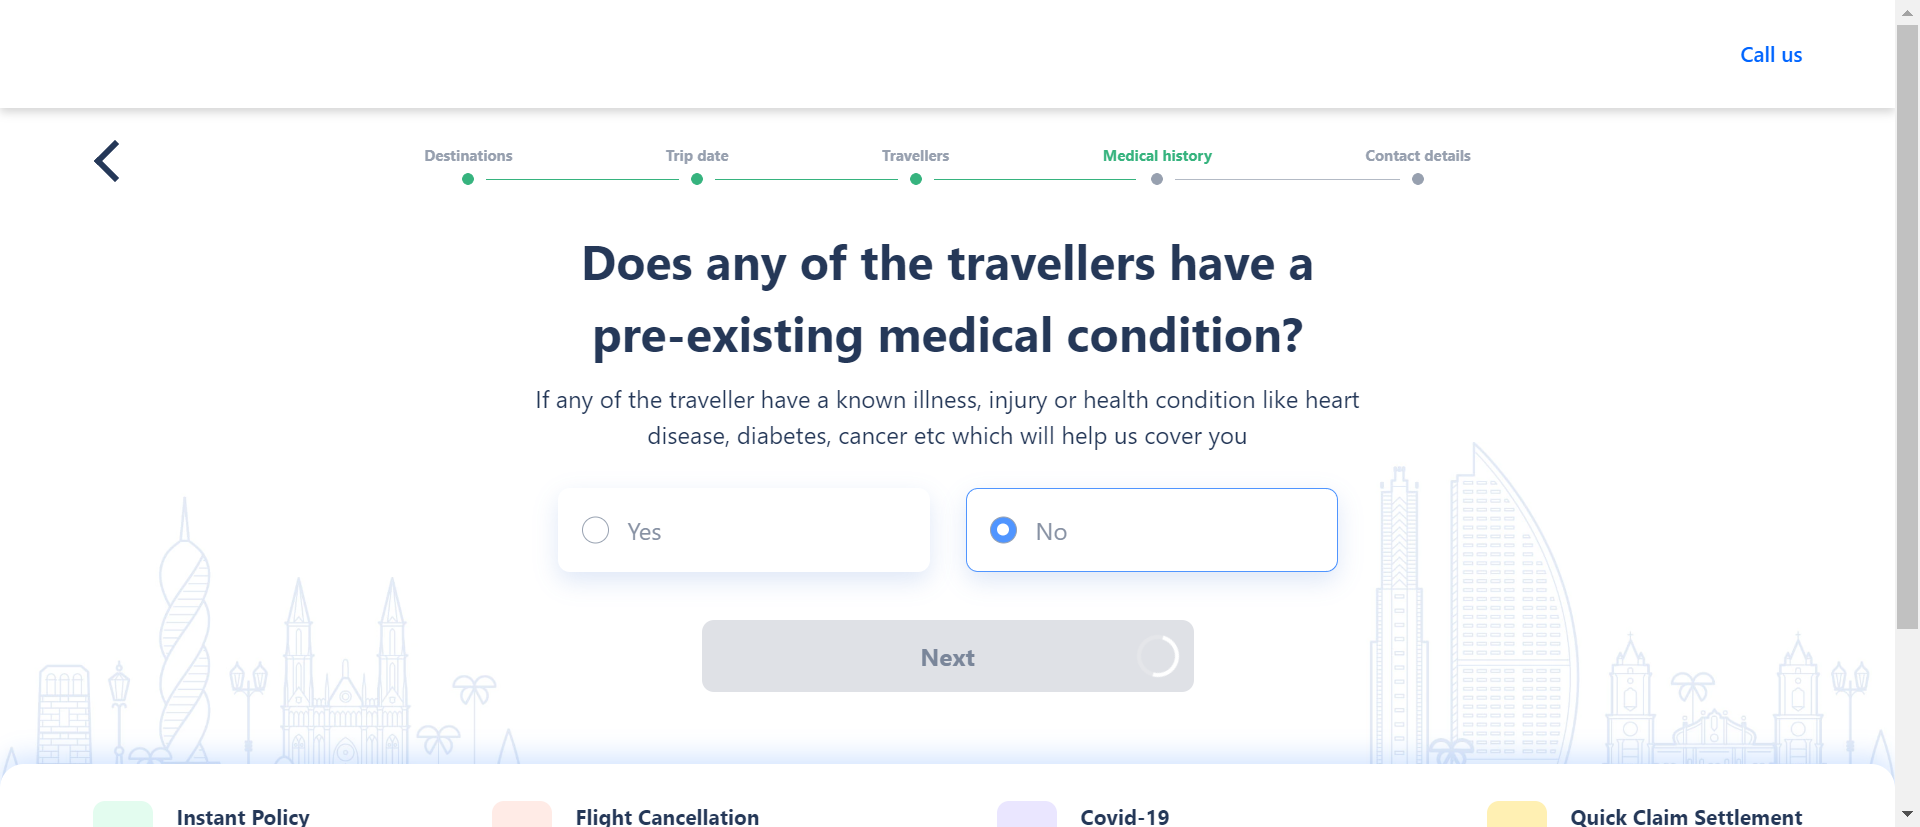 Call us
Destinations
Trip date
Travellers
Medical history
Contact details
Does any of the travellers have a
pre-existing medical condition?
If any of the traveller have a known illness, injury or health condition like heart
disease, diabetes, cancer etc which will help us cover you
Yes
No
Next
Instant Policy
Flight Cancellation
Covid-19
Quick Claim Settlement